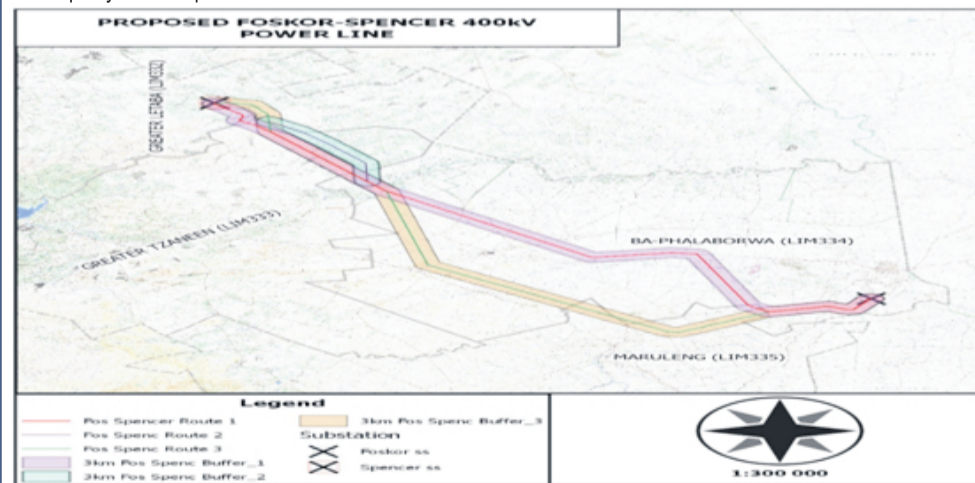 PROPOSED FOSKOR-SPENCER 400kV
POWER LINE
GREATER LETABA (LIM332)
GREATER TZANEEN (LIM333)
BA-PHALABORWA (LIM334)
MARULENG (LIM335)
Legend
Fos Spencer Route 1
Fos Spenc Route 2
Fos Spenc Route 3
3km Fos Spenc Buffer_1
3km Fos Spenc Buffer_2
3km Fos Spenc Buffer_3
Substation
Foskor ss
Spencer ss
1:300 000